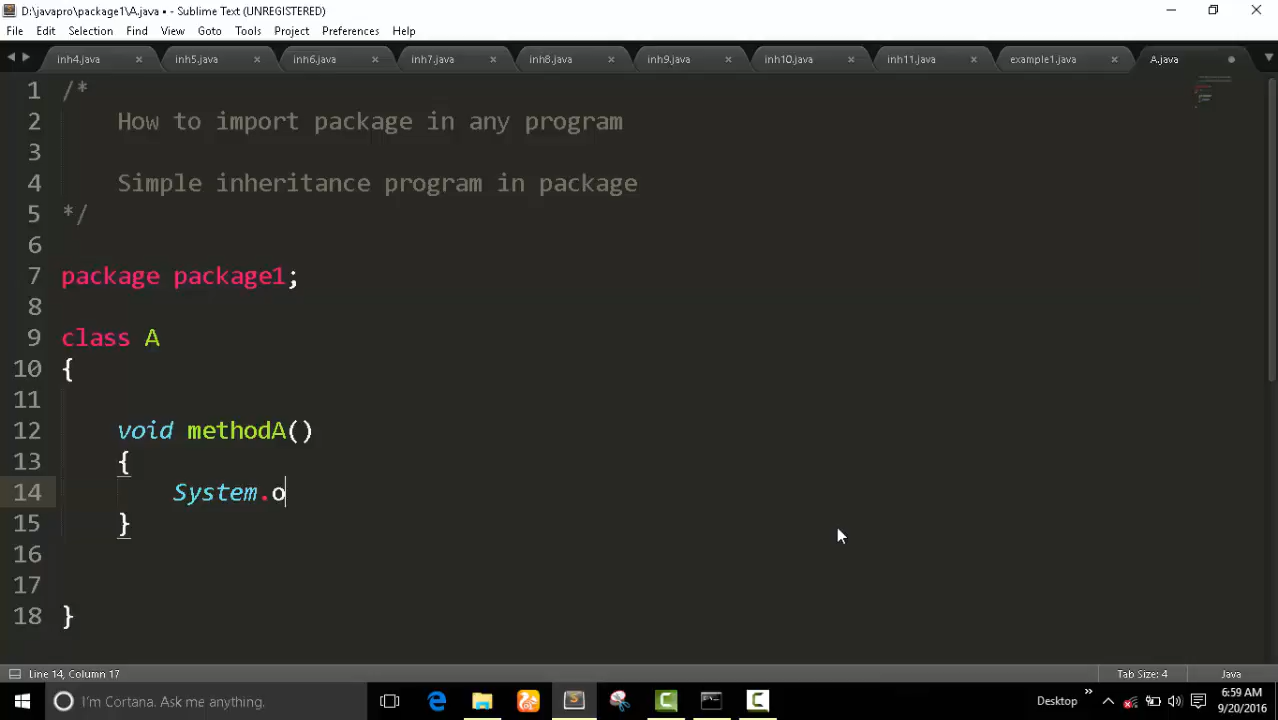 D:\javapro\package1\A.java • - Sublime Text (UNREGISTERED)
File Edit Selection Find View Goto Tools Project Preferences Help
inh4.java inh5.java inh6.java inh7.java inh8.java inh9.java inh10.java inh11.java example1.java A.java
1 /*
2 How to import package in any program
3
4 Simple inheritance program in package
5 */
6
7 package package1;
8
9 class A
10 {
11
12 void methodA()
13 {
14 System.o
15 }
16
17
18 }
Line 14, Column 17 Tab Size: 4 Java
I'm Cortana. Ask me anything. Desktop 6:59 AM
9/20/2016